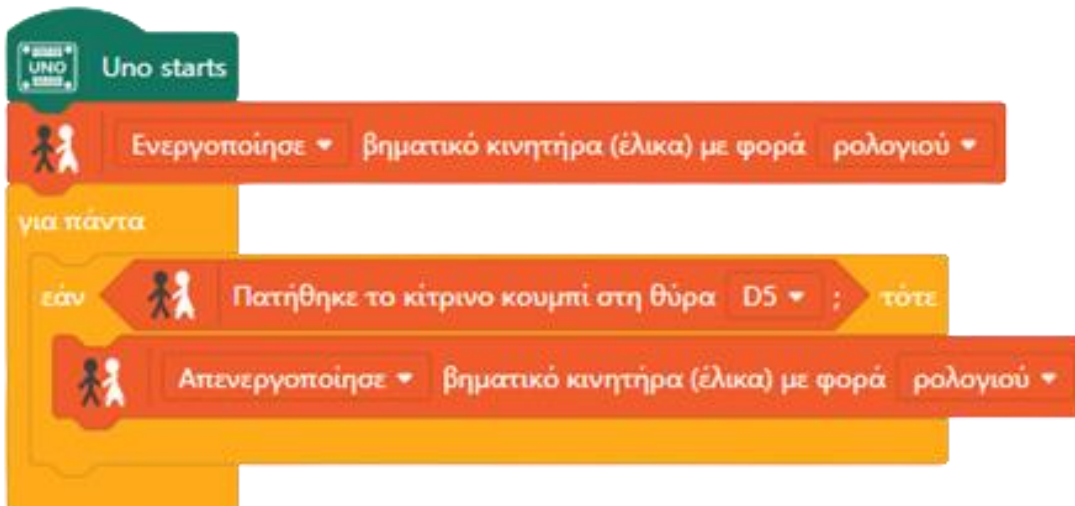 UNO Uno starts
Ενεργοποίησε βηματικό κινητήρα (έλικα) με φορά ρολογιού
για πάντα
εάν Πατήθηκε το κίτρινο κουμπί στη θύρα D5 ; τότε
Απενεργοποίησε βηματικό κινητήρα (έλικα) με φορά ρολογιού